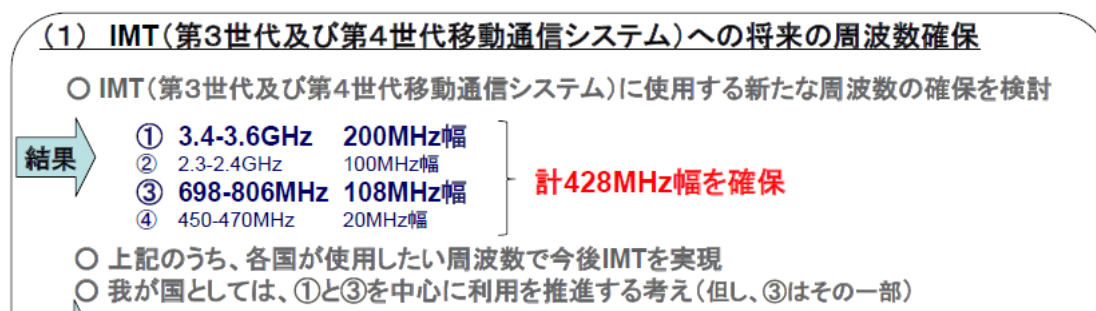 （１） IMT（第３世代及び第４世代移動通信システム）への将来の周波数確保
○ IMT（第３世代及び第４世代移動通信システム）に使用する新たな周波数の確保を検討
結果
① 3.4-3.6GHz 200MHz幅
② 2.3-2.4GHz 100MHz幅
③ 698-806MHz 108MHz幅
④ 450-470MHz 20MHz幅
計428MHz幅を確保
○ 上記のうち、各国が使用したい周波数で今後IMTを実現
○ 我が国としては、①と③を中心に利用を推進する考え（但し、③はその一部）